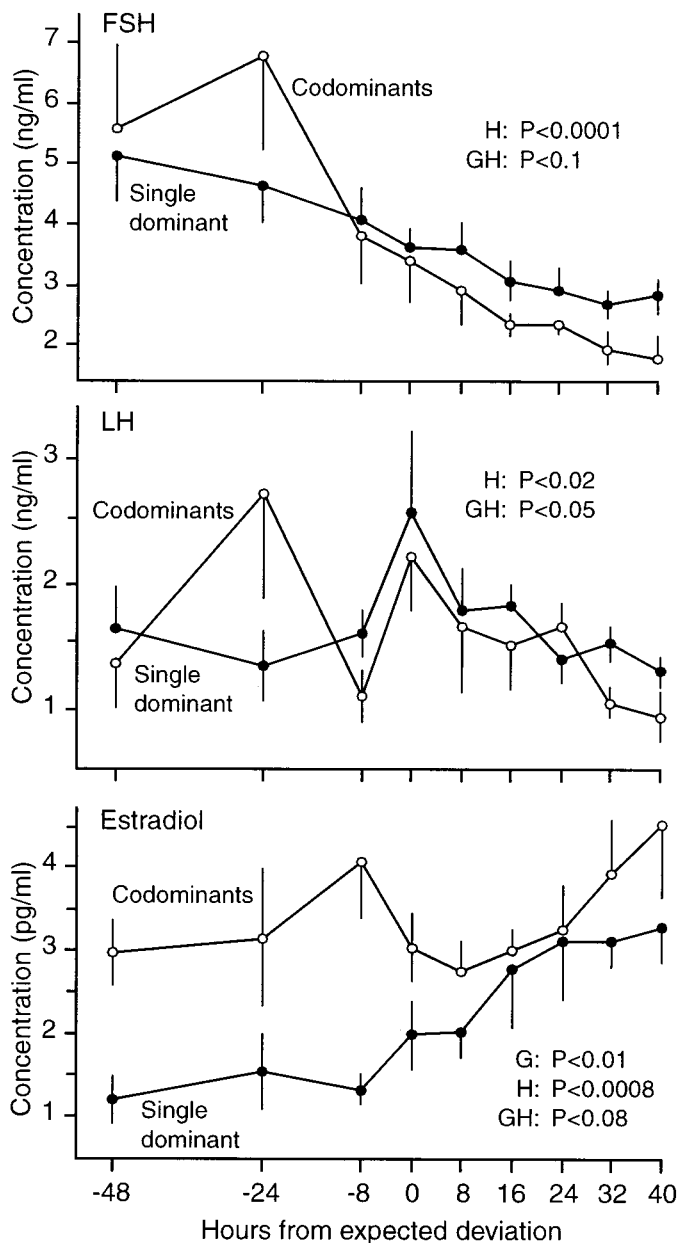 FSH
7
6
5
4
3
2
Concentration (ng/ml)
Codominants
Single
dominant
H: P<0.0001
GH: P<0.1
LH
3
2
1
Concentration (ng/ml)
Codominants
Single
dominant
H: P<0.02
GH: P<0.05
Estradiol
4
3
2
1
Concentration (pg/ml)
Codominants
Single
dominant
G: P<0.01
H: P<0.0008
GH: P<0.08
-48 -24 -8 0 8 16 24 32 40
Hours from expected deviation